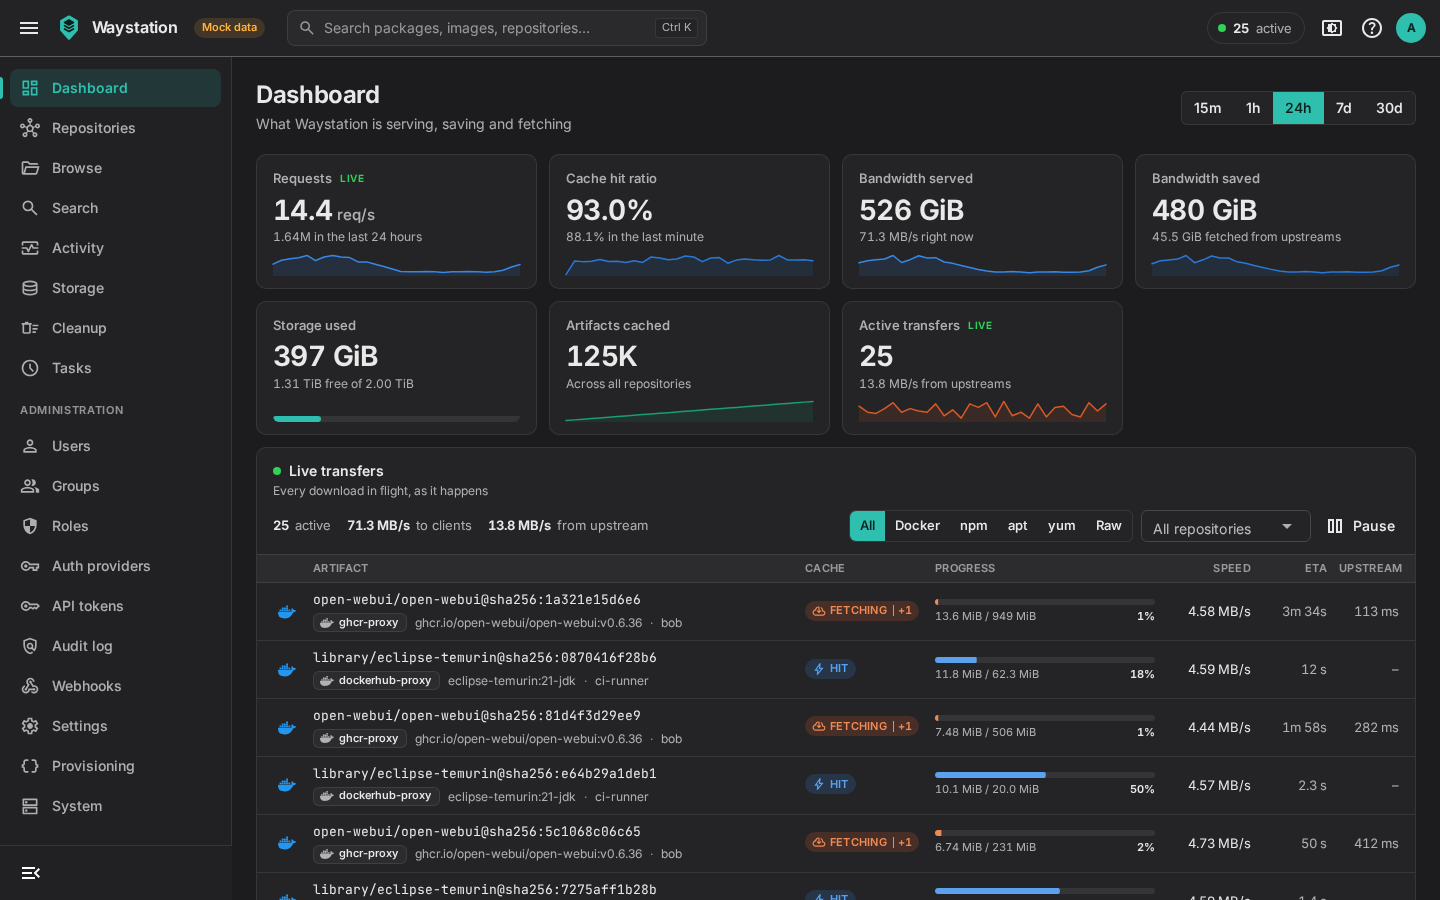 Waystation
Mock data
Search packages, images, repositories...
Ctrl K
25 active
A
Dashboard
Repositories
Browse
Search
Activity
Storage
Cleanup
Tasks
ADMINISTRATION
Users
Groups
Roles
Auth providers
API tokens
Audit log
Webhooks
Settings
Provisioning
System
Dashboard
What Waystation is serving, saving and fetching
15m 1h 24h 7d 30d
Requests LIVE
14.4 req/s
1.64M in the last 24 hours
Cache hit ratio
93.0%
88.1% in the last minute
Bandwidth served
526 GiB
71.3 MB/s right now
Bandwidth saved
480 GiB
45.5 GiB fetched from upstreams
Storage used
397 GiB
1.31 TiB free of 2.00 TiB
Artifacts cached
125K
Across all repositories
Active transfers LIVE
25
13.8 MB/s from upstreams
Live transfers
Every download in flight, as it happens
25 active 71.3 MB/s to clients 13.8 MB/s from upstream
All Docker npm apt yum Raw
All repositories
Pause
ARTIFACT CACHE PROGRESS SPEED ETA UPSTREAM
open-webui/open-webui@sha256:1a321e15d6e6
ghcr-proxy ghcr.io/open-webui/open-webui:v0.6.36 · bob
FETCHING | +1
13.6 MiB / 949 MiB 1%
4.58 MB/s 3m 34s 113 ms
library/eclipse-temurin@sha256:0870416f28b6
dockerhub-proxy eclipse-temurin:21-jdk · ci-runner
HIT
11.8 MiB / 62.3 MiB 18%
4.59 MB/s 12 s –
open-webui/open-webui@sha256:81d4f3d29ee9
ghcr-proxy ghcr.io/open-webui/open-webui:v0.6.36 · bob
FETCHING | +1
7.48 MiB / 506 MiB 1%
4.44 MB/s 1m 58s 282 ms
library/eclipse-temurin@sha256:e64b29a1deb1
dockerhub-proxy eclipse-temurin:21-jdk · ci-runner
HIT
10.1 MiB / 20.0 MiB 50%
4.57 MB/s 2.3 s –
open-webui/open-webui@sha256:5c1068c06c65
ghcr-proxy ghcr.io/open-webui/open-webui:v0.6.36 · bob
FETCHING | +1
6.74 MiB / 231 MiB 2%
4.73 MB/s 50 s 412 ms
library/eclipse-temurin@sha256:7275aff1b28b
HIT